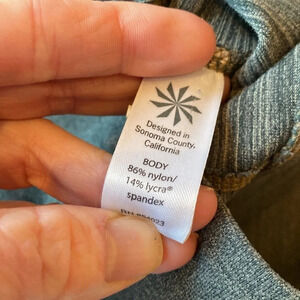 Designed in
Sonoma County,
California
BODY
86% nylon/
14% lycra®
spandex